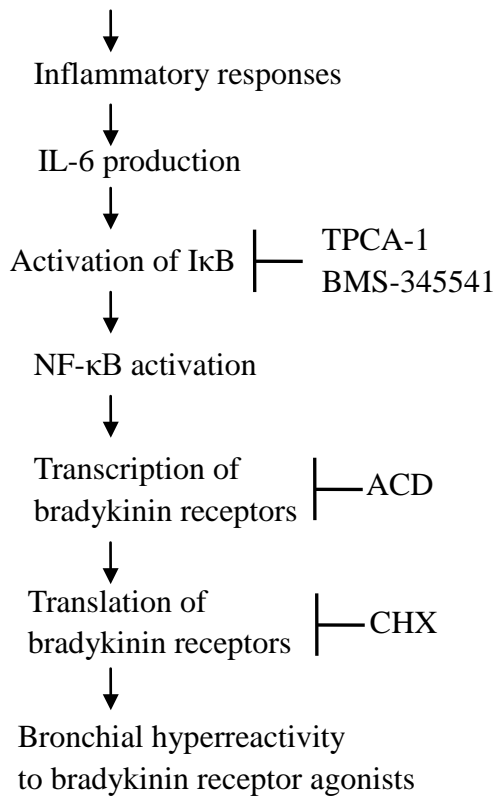 Inflammatory responses
IL-6 production
Activation of IκB
TPCA-1
BMS-345541
NF-κB activation
Transcription of
bradykinin receptors
ACD
Translation of
bradykinin receptors
CHX
Bronchial hyperreactivity
to bradykinin receptor agonists